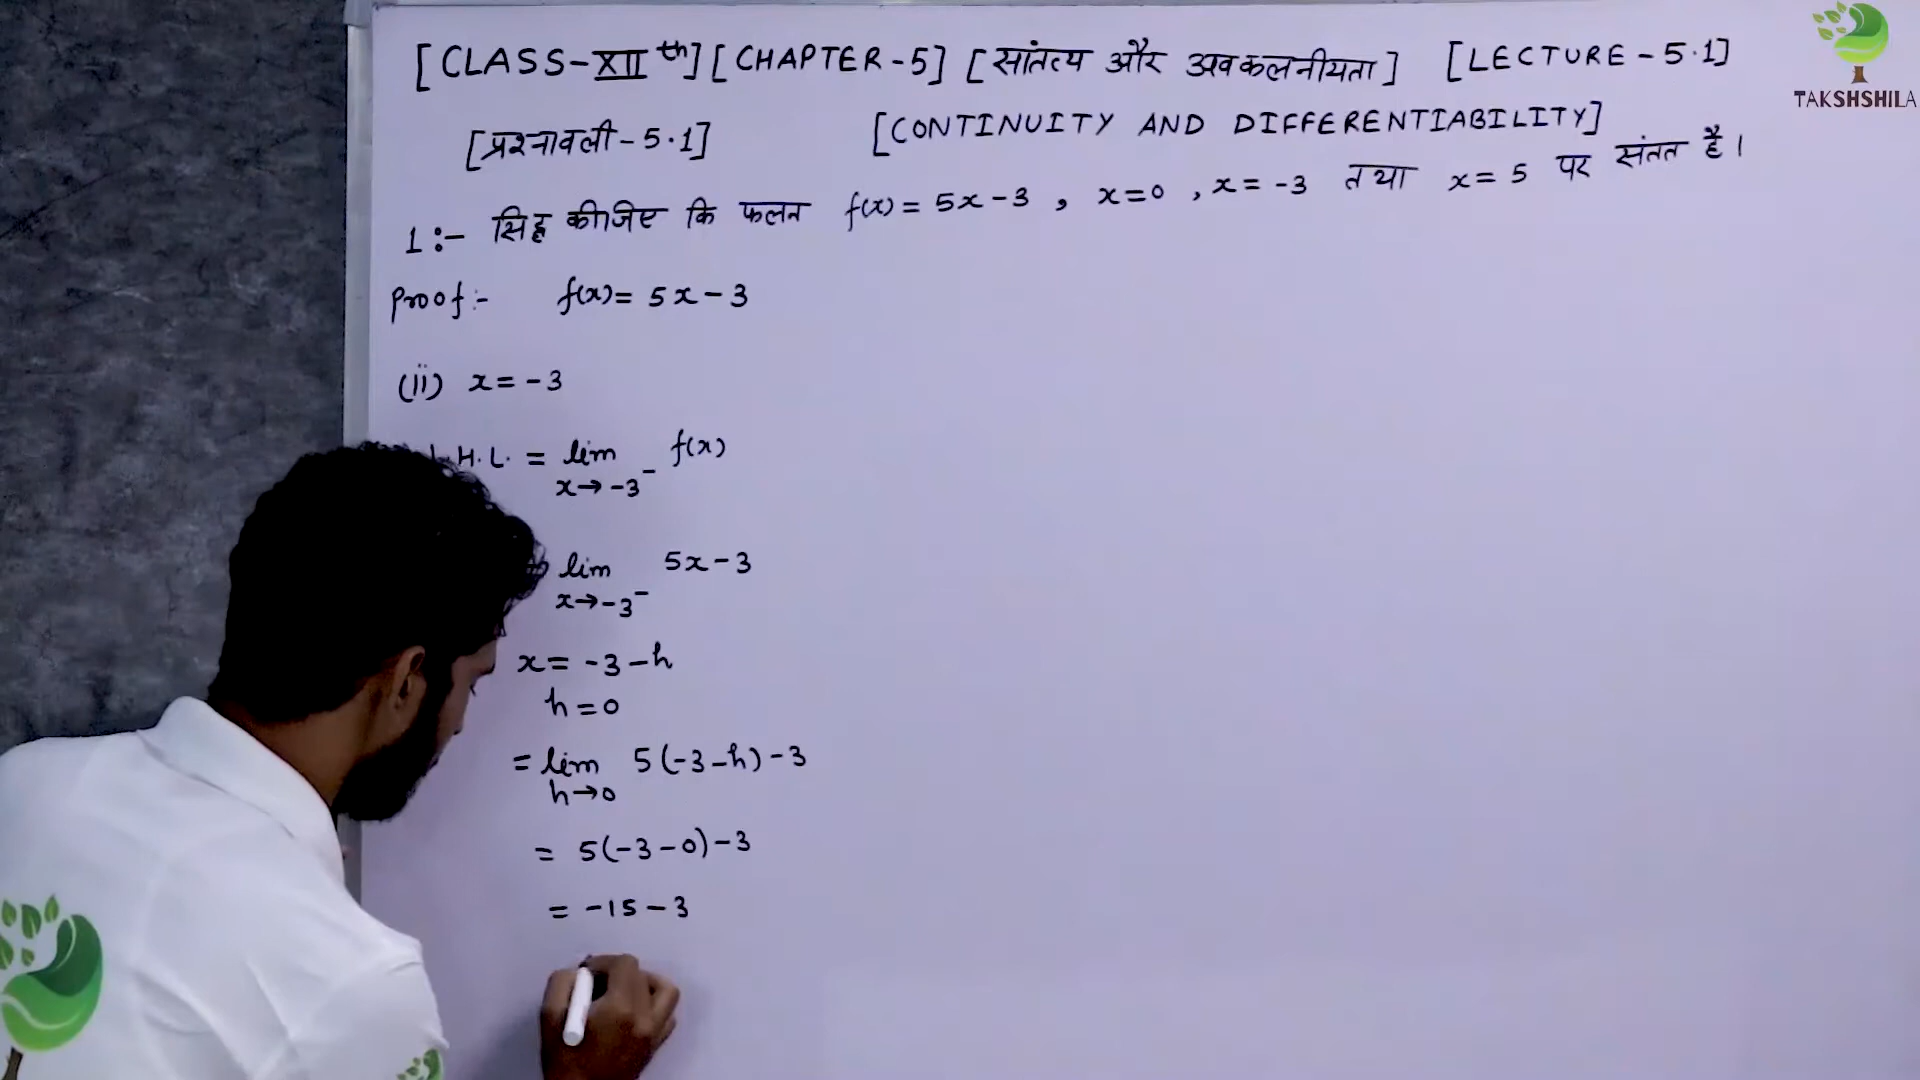 [CLASS-XIIth] [CHAPTER-5] [सांतत्य और अवकलनीयता] [LECTURE-5.1]
TAKSHSHILA
[प्रश्नावली-5.1] [CONTINUITY AND DIFFERENTIABILITY]
1:- सिद्ध कीजिए कि फलन f(x) = 5x-3 , x=0 , x= -3 तथा x= 5 पर संतत है।
Proof:- f(x)= 5x-3
(ii) x= -3
L.H.L. = lim f(x)
x→-3⁻
lim 5x-3
x→-3⁻
x= -3-h
h=0
= lim 5(-3-h)-3
h→0
= 5(-3-0)-3
= -15-3